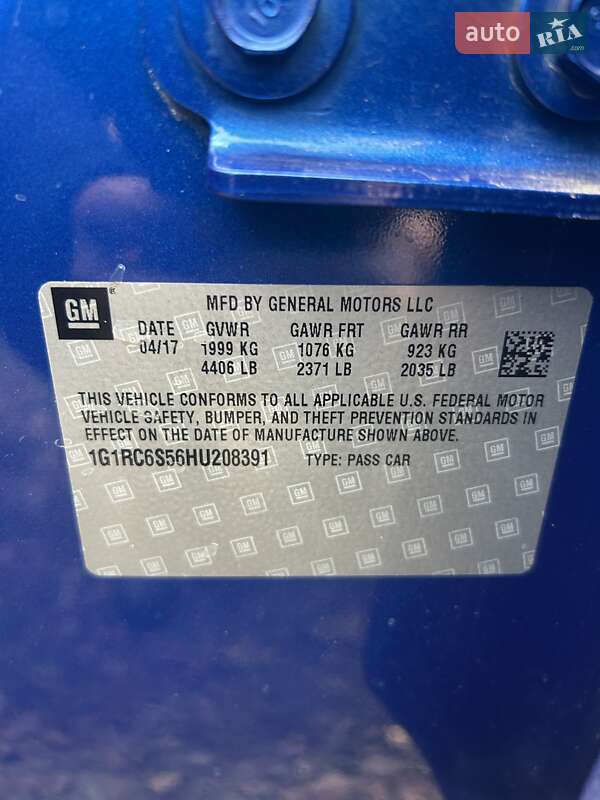 auto RIA.com
GM ® MFD BY GENERAL MOTORS LLC
DATE GVWR GAWR FRT GAWR RR
04/17 1999 KG 1076 KG 923 KG
4406 LB 2371 LB 2035 LB
THIS VEHICLE CONFORMS TO ALL APPLICABLE U.S. FEDERAL MOTOR
VEHICLE SAFETY, BUMPER, AND THEFT PREVENTION STANDARDS IN
EFFECT ON THE DATE OF MANUFACTURE SHOWN ABOVE.
1G1RC6S56HU208391 TYPE: PASS CAR